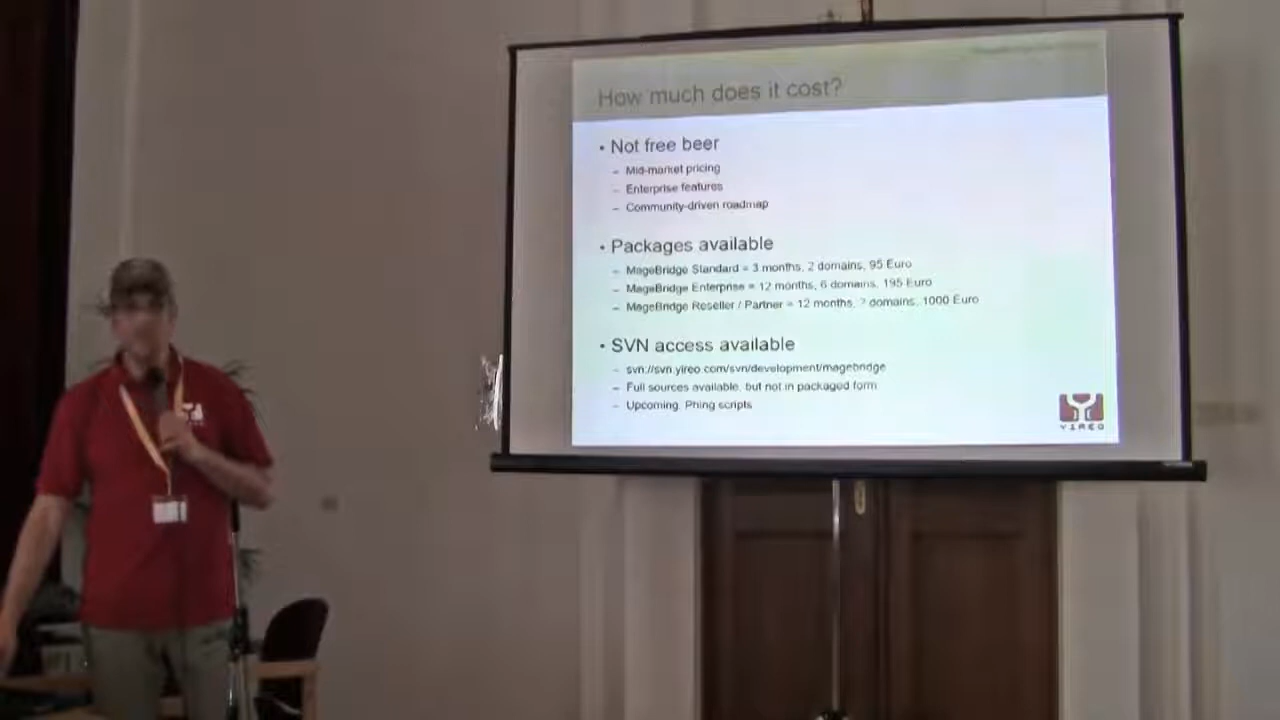 How much does it cost?
• Not free beer
– Mid-market pricing
– Enterprise features
– Community-driven roadmap
• Packages available
– MageBridge Standard = 3 months, 2 domains, 95 Euro
– MageBridge Enterprise = 12 months, 6 domains, 195 Euro
– MageBridge Reseller / Partner = 12 months, ? domains, 1000 Euro
• SVN access available
– svn://svn.yireo.com/svn/development/magebridge
– Full sources available, but not in packaged form
– Upcoming: Phing scripts
YIREO